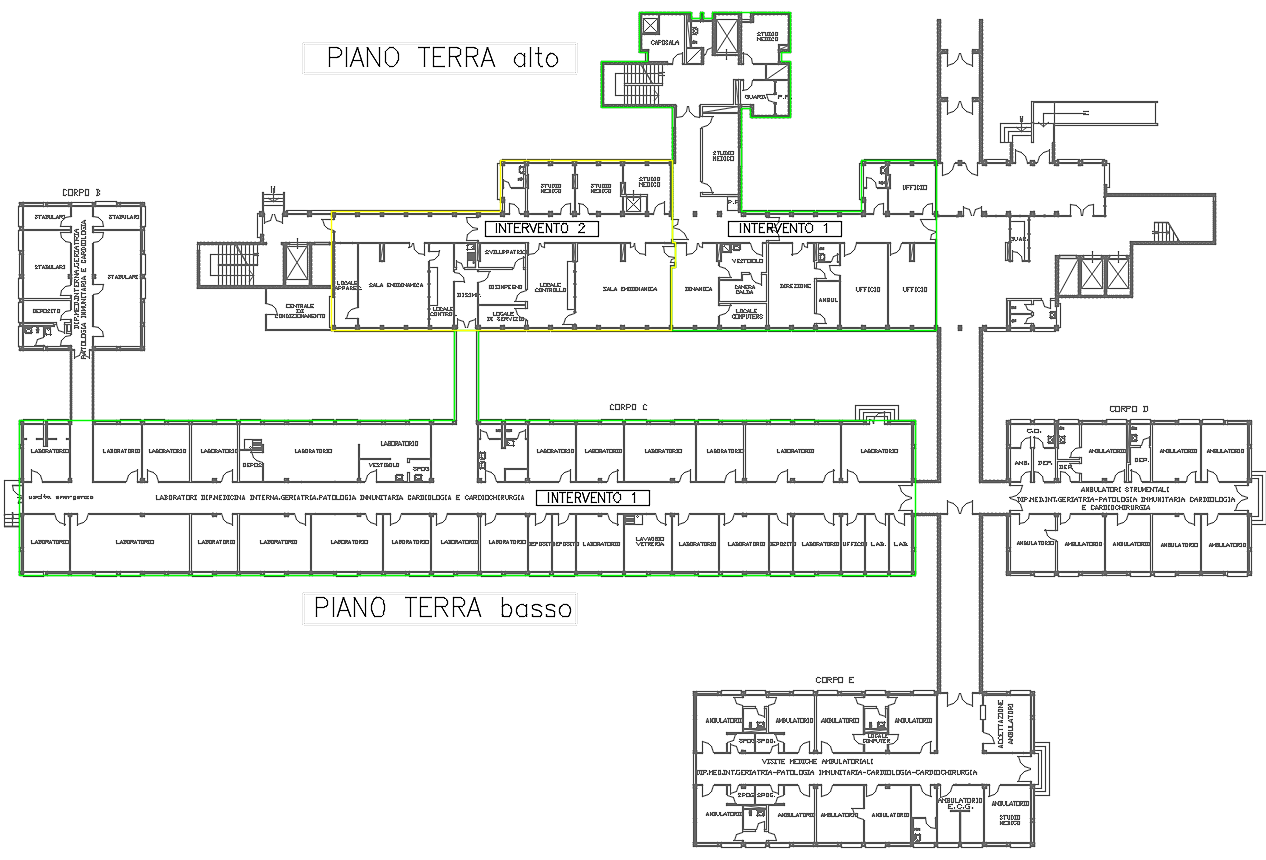 PIANO TERRA alto
CAPOSALA
STUDIO
MEDICO
GUARDIA
STUDIO
MEDICO
P.P.
CORPO B
STABULARI
STABULARI
STABULARI
STABULARI
DEPOSITO
DIP.MED.INTERNA,GERIATRIA
PATOLOGIA IMMUNITARIA E CARDIOLOGIA
STUDIO
MEDICO
STUDIO
MEDICO
STUDIO
MEDICO
UFFICIO
INTERVENTO 2
INTERVENTO 1
CENTRALE
DI
CONDIZIONAMENTO
LOCALE
SALA EMODINAMICA
LOCALE
DISIMP.
SVILUPPATRICE
DISIMPEGNO
LOCALE
DI SERVIZIO
LOCALE
CONTROLLO
SALA EMODINAMICA
DINAMICA
VESTIBOLO
CAMERA
CALDA
LOCALE
COMPUTERS
DIREZIONE
AMBUL.
UFFICIO
UFFICIO
CORPO C
LABORATORIO
LABORATORIO
LABORATORIO
LABORATORIO
DEPOS.
LABORATORIO
LABORATORIO
VESTIBOLO
SPOG.
LABORATORIO
LABORATORIO
LABORATORIO
LABORATORIO
LABORATORIO
LABORATORIO
uscita emergenza
LABORATORI DIP.MEDICINA INTERNA,GERIATRIA,PATOLOGIA IMMUNITARIA CARDIOLOGIA E CARDIOCHIRURGIA
INTERVENTO 1
LABORATORIO
LABORATORIO
LABORATORIO
LABORATORIO
LABORATORIO
LABORATORIO
LABORATORIO
LABORATORIO
DEPOSITO
DEPOSITO
LABORATORIO
LAVAGGIO
VETRERIA
LABORATORIO
LABORATORIO
DEPOSITO
LABORATORIO
UFFICIO
LAB.
LAB.
CORPO D
AMB.
DEP.
DEP.
AMBULATORIO
DEP.
AMBULATORIO
AMBULATORIO
AMBULATORI STRUMENTALI
DIP.MED.INT.GERIATRIA-PATOLOGIA IMMUNITARIA CARDIOLOGIA
E CARDIOCHIRURGIA
AMBULATORIO
AMBULATORIO
AMBULATORIO
AMBULATORIO
AMBULATORIO
PIANO TERRA basso
CORPO E
AMBULATORIO
AMBULATORIO
AMBULATORIO
AMBULATORIO
SPOG.
SPOG.
LOCALE
COMPUTER
ACCETTAZIONE
AMBULATORI
VISITE MEDICHE AMBULATORIALI
DIP.MED.INT.GERIATRIA-PATOLOGIA IMMUNITARIA-CARDIOLOGIA-CARDIOCHIRURGIA
SPOG.
SPOG.
AMBULATORIO
AMBULATORIO
AMBULATORIO
AMBULATORIO
AMBULATORIO
E.C.G.
AMBULATORIO
STUDIO
MEDICO